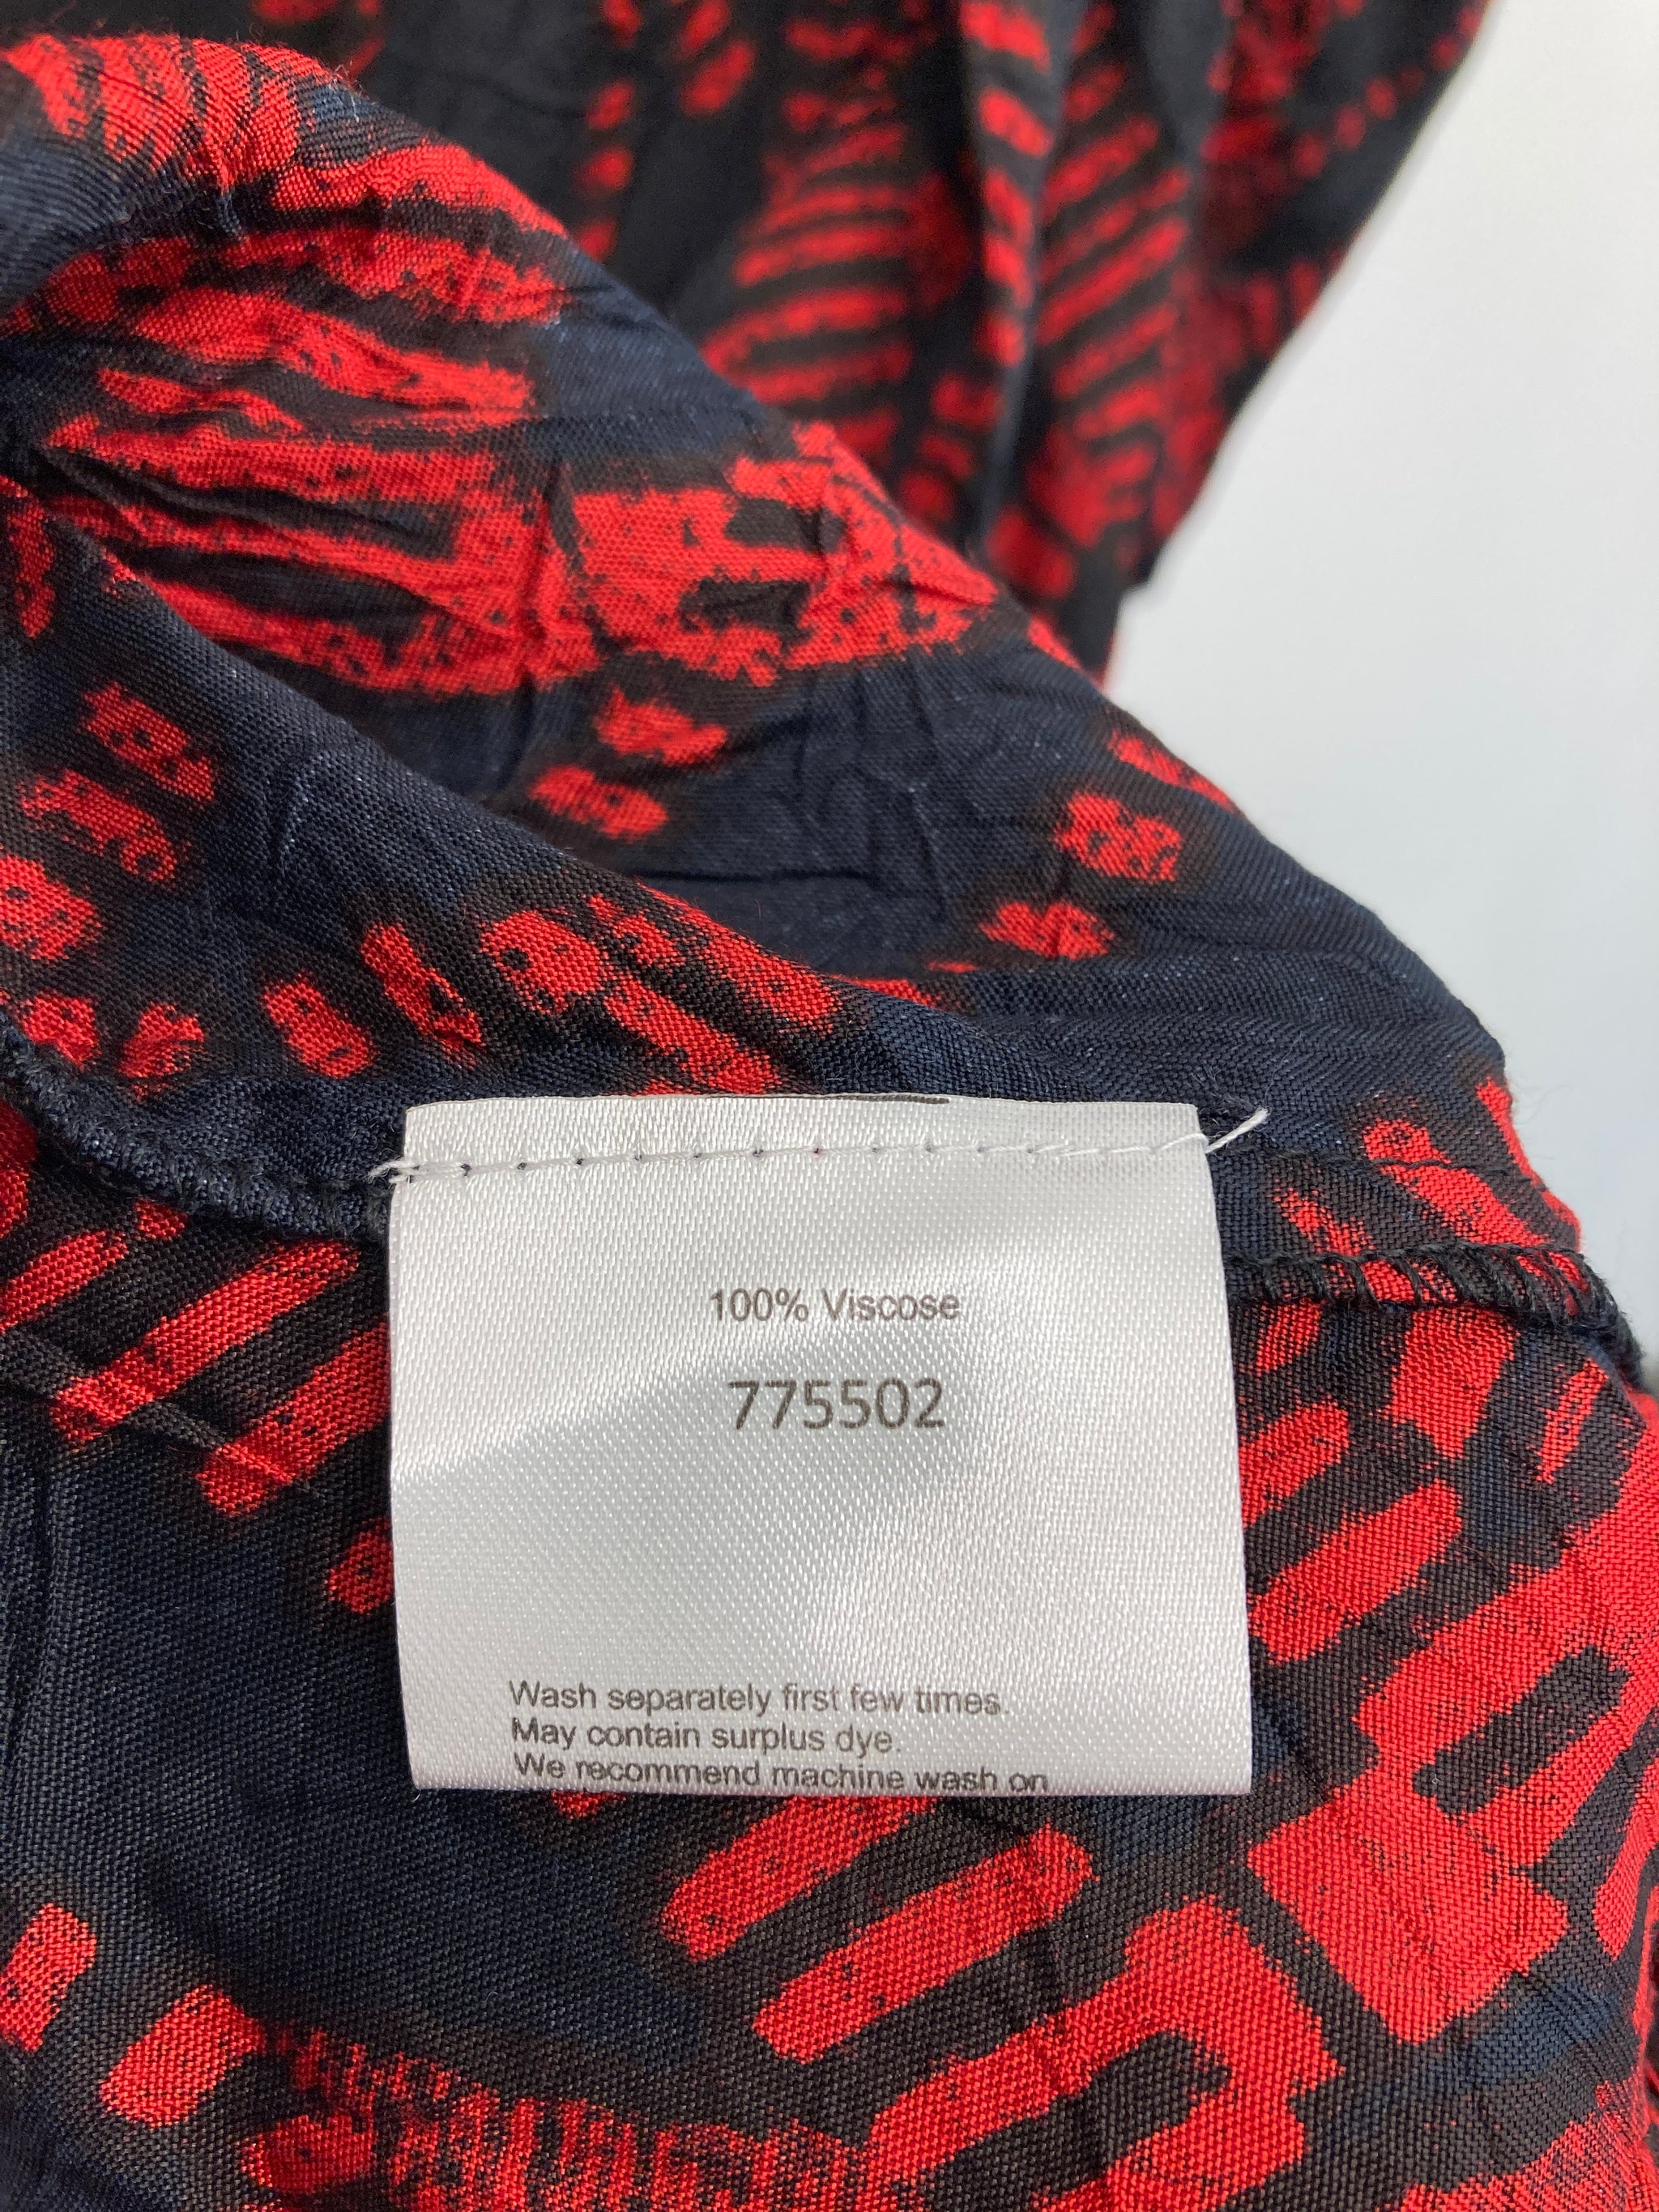 100% Viscose
775502
Wash separately first few times.
May contain surplus dye.
We recommend machine wash on